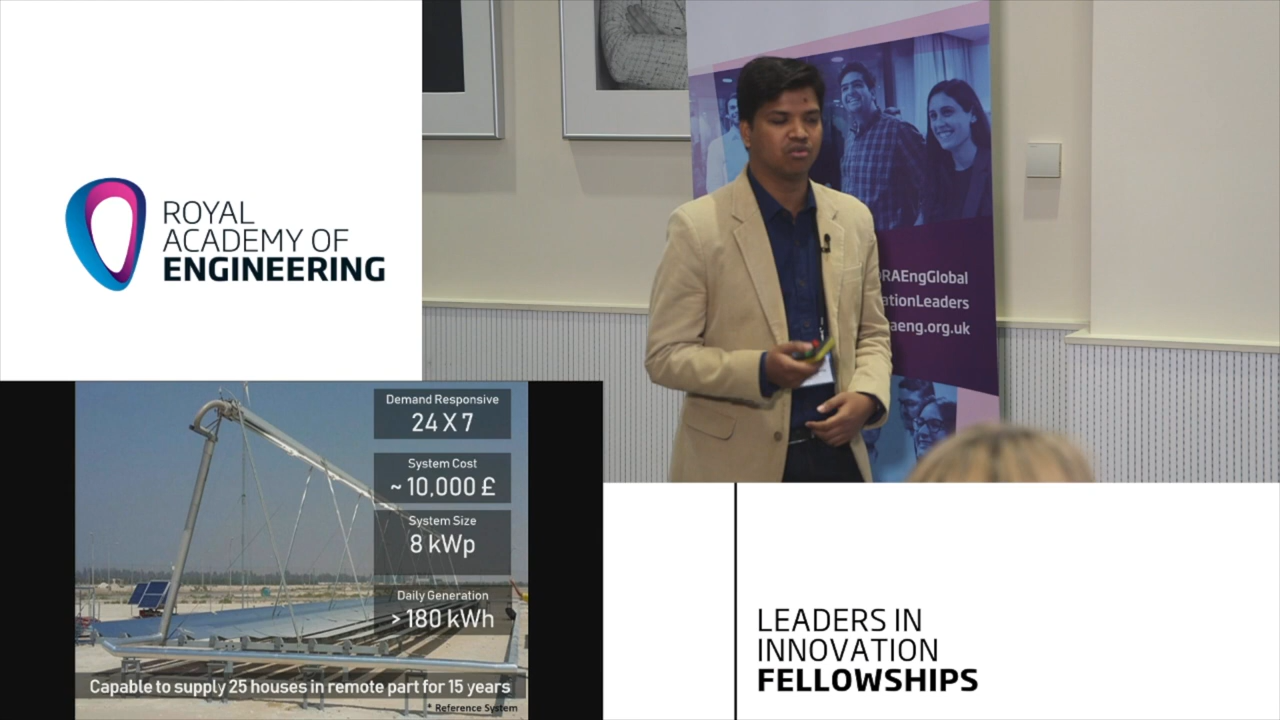 ROYAL
ACADEMY OF
ENGINEERING
RAEngGlobal
ationLeaders
aeng.org.uk
Demand Responsive
24 X 7
System Cost
~ 10,000 £
System Size
8 kWp
Daily Generation
> 180 kWh
Capable to supply 25 houses in remote part for 15 years
* Reference System
LEADERS IN
INNOVATION
FELLOWSHIPS